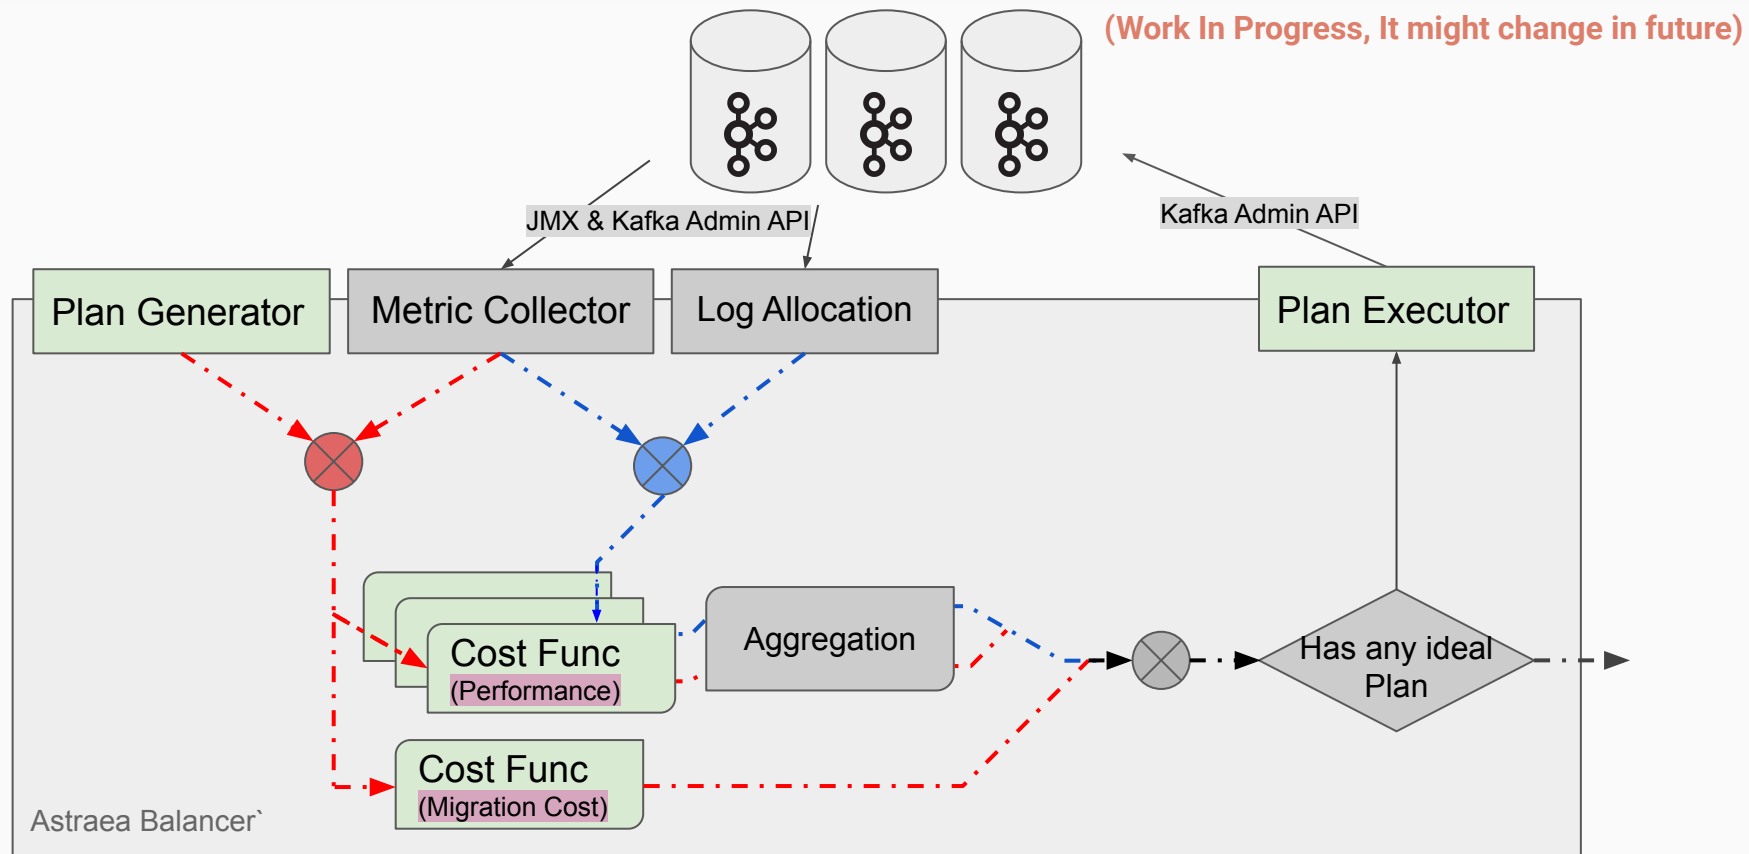 (Work In Progress, It might change in future)
JMX & Kafka Admin API
Kafka Admin API
Plan Generator
Metric Collector
Log Allocation
Plan Executor
Cost Func
(Performance)
Aggregation
Has any ideal
Plan
Cost Func
(Migration Cost)
Astraea Balancer`